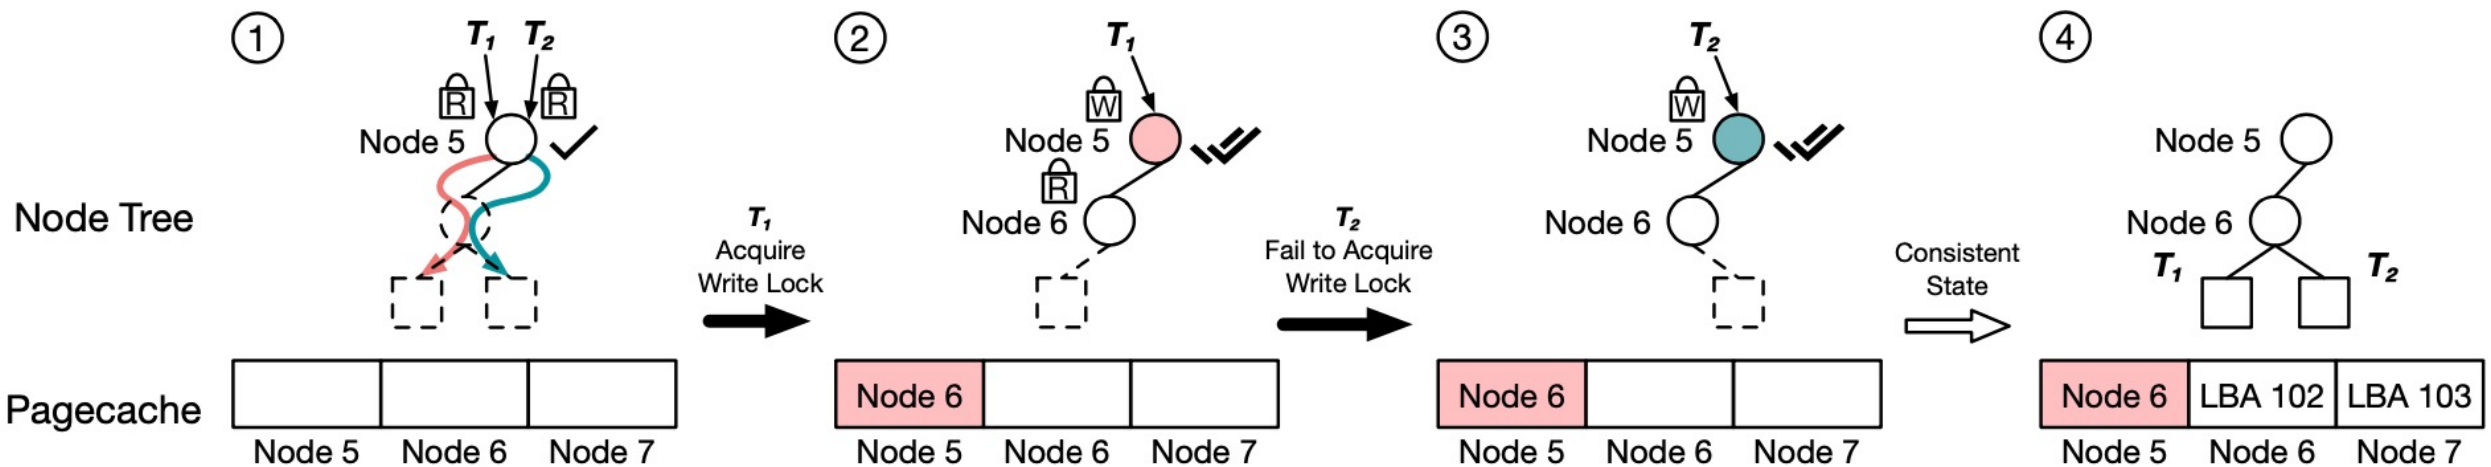 1
T1 T2
R R
Node 5
2
T1
W
Node 5
R
Node 6
3
T2
W
Node 5
Node 6
4
Node 5
Node 6
T1 T2
Node Tree
T1
Acquire
Write Lock
T2
Fail to Acquire
Write Lock
Consistent
State
Pagecache
Node 5 Node 6 Node 7
Node 6
Node 5 Node 6 Node 7
Node 6
Node 5 Node 6 Node 7
Node 6 LBA 102 LBA 103
Node 5 Node 6 Node 7